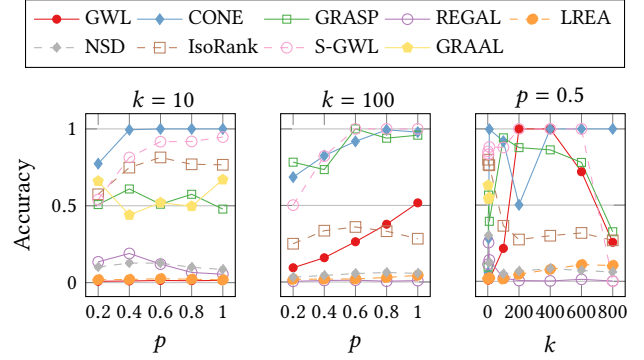 GWL CONE GRASP REGAL LREA
NSD IsoRank S-GWL GRAAL
k = 10 k = 100 p = 0.5
Accuracy
1
0.5
0
0.2 0.4 0.6 0.8 1 0.2 0.4 0.6 0.8 1 0 200 400 600 800
p p k